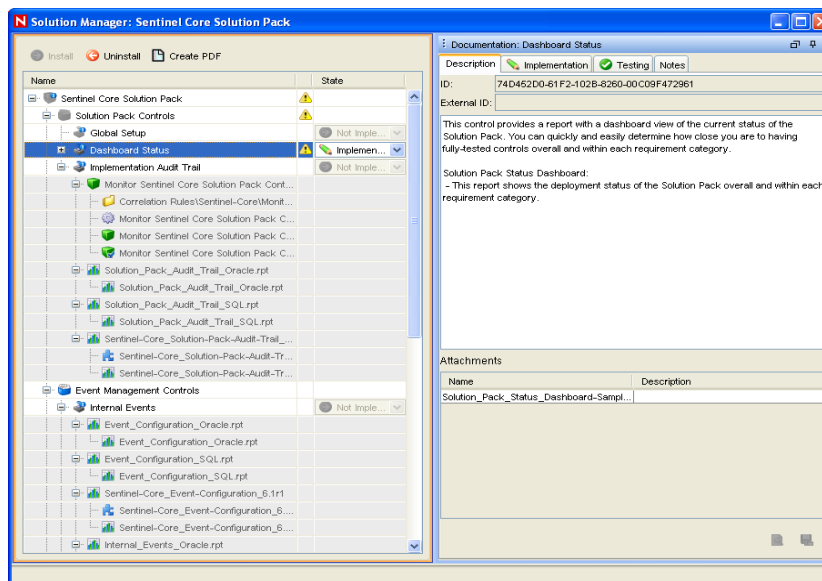 Solution Manager: Sentinel Core Solution Pack
Install Uninstall Create PDF
Name State
Sentinel Core Solution Pack
Solution Pack Controls
Global Setup Not Imple...
Dashboard Status Implemen...
Implementation Audit Trail Not Imple...
Monitor Sentinel Core Solution Pack Cont...
Correlation Rules\Sentinel-Core\Monit...
Monitor Sentinel Core Solution Pack C...
Monitor Sentinel Core Solution Pack C...
Monitor Sentinel Core Solution Pack C...
Solution_Pack_Audit_Trail_Oracle.rpt
Solution_Pack_Audit_Trail_Oracle.rpt
Solution_Pack_Audit_Trail_SQL.rpt
Solution_Pack_Audit_Trail_SQL.rpt
Sentinel-Core_Solution-Pack-Audit-Trail_...
Sentinel-Core_Solution-Pack-Audit-Tr...
Sentinel-Core_Solution-Pack-Audit-Tr...
Event Management Controls
Internal Events Not Imple...
Event_Configuration_Oracle.rpt
Event_Configuration_Oracle.rpt
Event_Configuration_SQL.rpt
Event_Configuration_SQL.rpt
Sentinel-Core_Event-Configuration_6.1r1
Sentinel-Core_Event-Configuration_6....
Sentinel-Core_Event-Configuration_6....
Internal_Events_Oracle.rpt
Documentation: Dashboard Status
Description Implementation Testing Notes
ID: 74D452D0-61F2-102B-8260-00C09F472961
External ID:
This control provides a report with a dashboard view of the current status of the
Solution Pack. You can quickly and easily determine how close you are to having
fully-tested controls overall and within each requirement category.
Solution Pack Status Dashboard:
- This report shows the deployment status of the Solution Pack overall and within each
requirement category.
Attachments
Name Description
Solution_Pack_Status_Dashboard-Sampl...